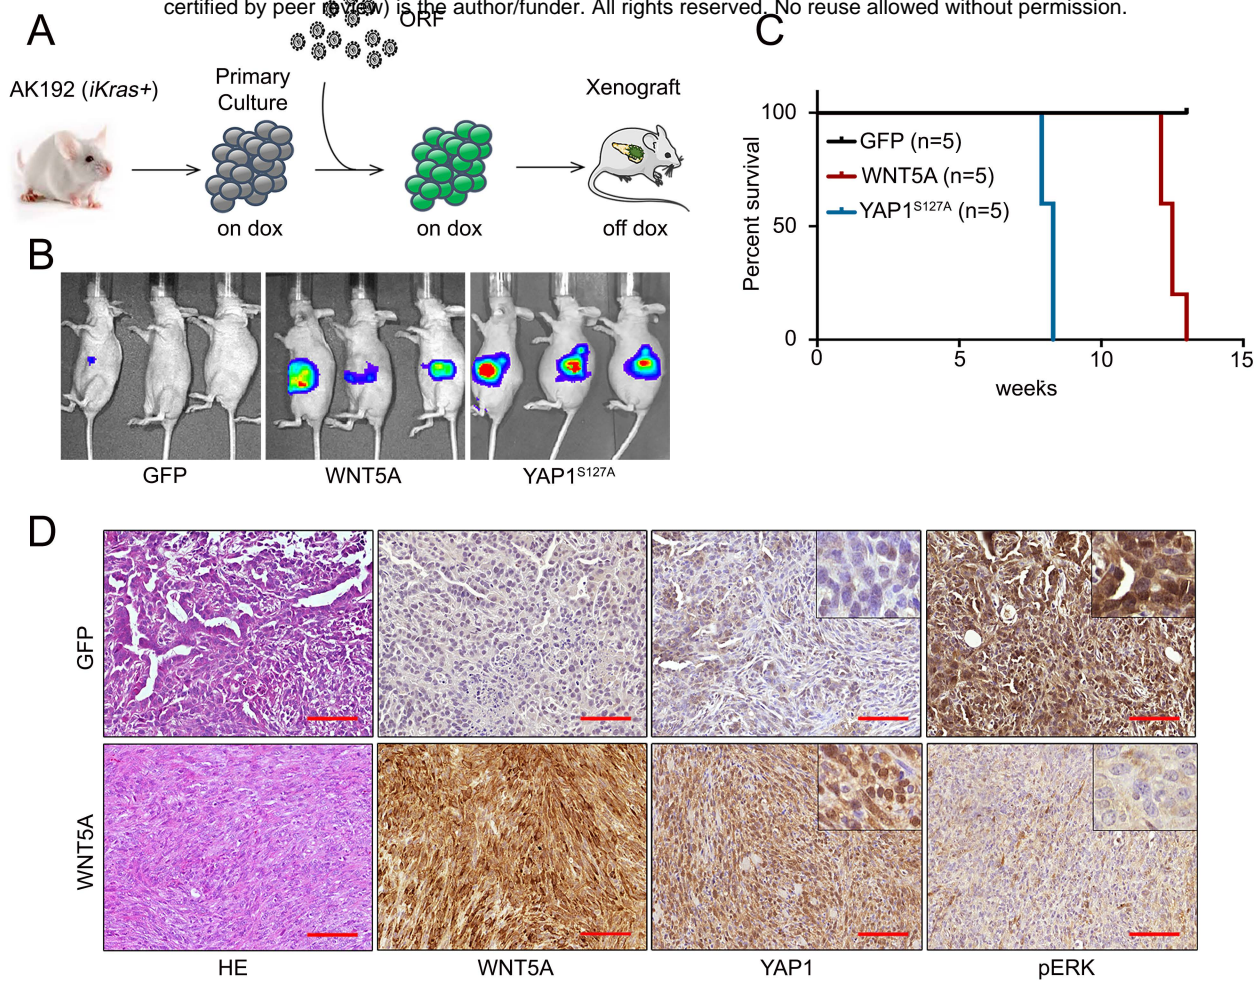 certified by peer review) is the author/funder. All rights reserved. No reuse allowed without permission.
A
ORF
AK192 (iKras+)
Primary
Culture
Xenograft
on dox
on dox
off dox
B
GFP
WNT5A
YAP1S127A
C
Percent survival
100
50
0
GFP (n=5)
WNT5A (n=5)
YAP1S127A (n=5)
0
5
10
15
weeks
D
GFP
WNT5A
HE
WNT5A
YAP1
pERK